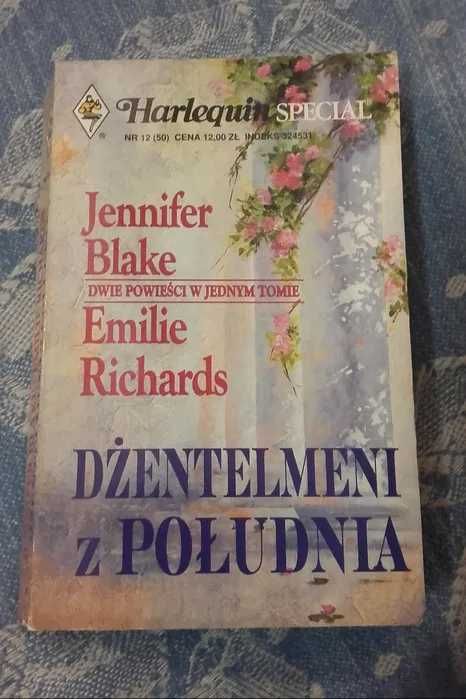 Harlequin SPECIAL
NR 12 (50) CENA 12,00 ZŁ INDEKS 324531
Jennifer
Blake
DWIE POWIEŚCI W JEDNYM TOMIE
Emilie
Richards
DŻENTELMENI
z POŁUDNIA